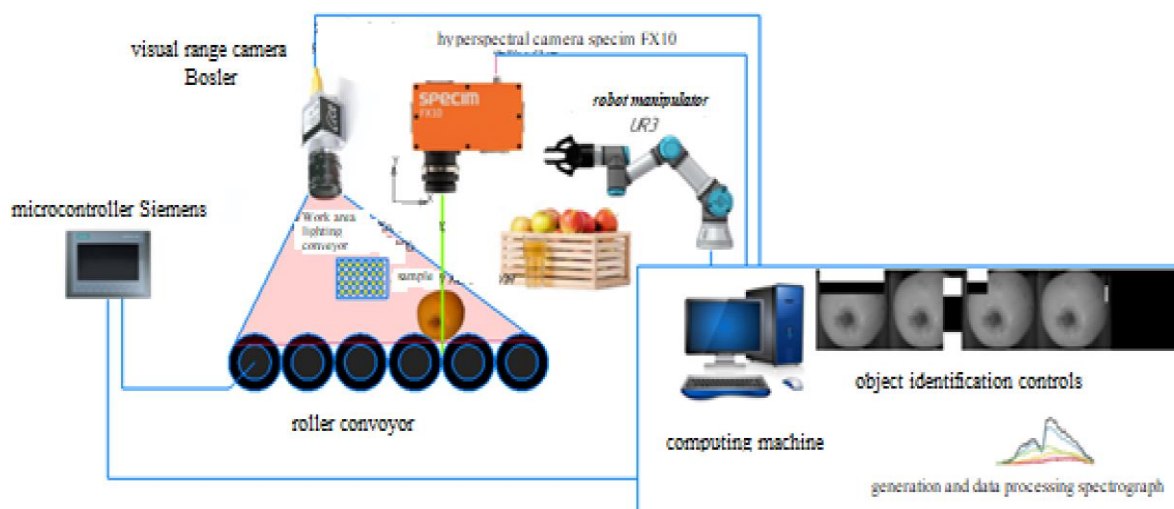 visual range camera
Bosler
hyperspectral camera specim FX10
SPECIM
FX10
robot manipulator
UR3
microcontroller Siemens
Work area
lighting
conveyor
Y
X
sample
roller convoyor
computing machine
object identification controls
generation and data processing spectrograph